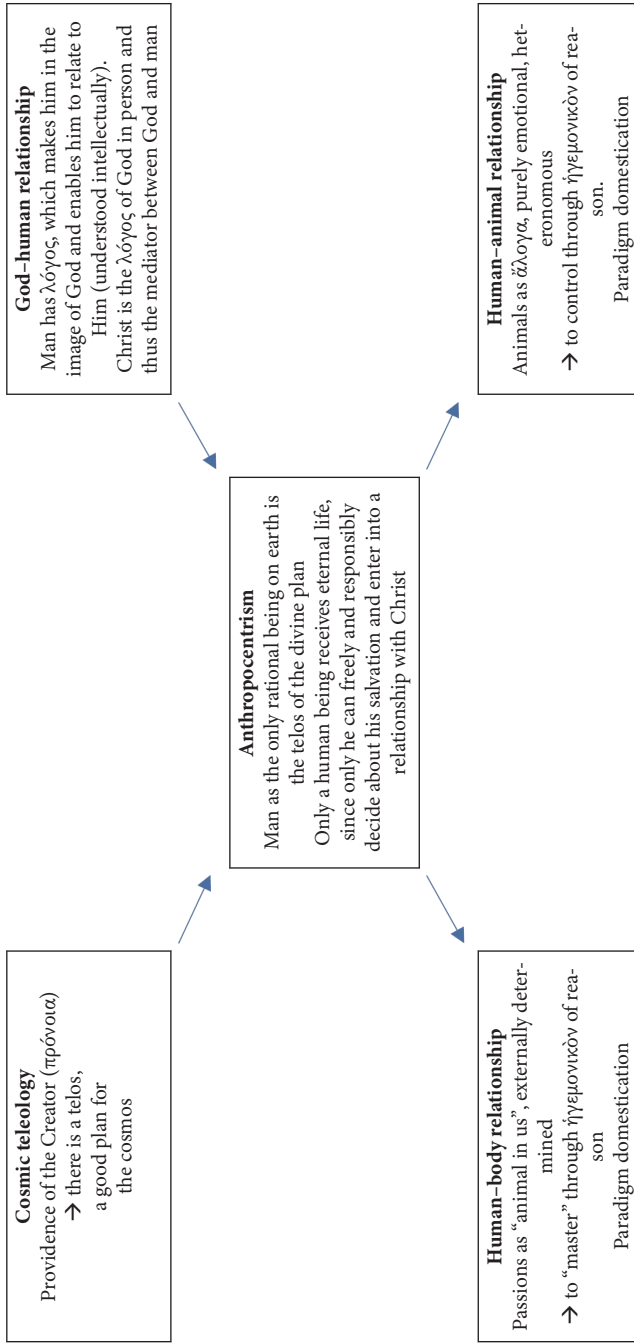 Cosmic teleology
Providence of the Creator (πρόνοια)
→ there is a telos,
a good plan for
the cosmos
God–human relationship
Man has λόγος, which makes him in the
image of God and enables him to relate to
Him (understood intellectually).
Christ is the λόγος of God in person and
thus the mediator between God and man
Anthropocentrism
Man as the only rational being on earth is
the telos of the divine plan
Only a human being receives eternal life,
since only he can freely and responsibly
decide about his salvation and enter into a
relationship with Christ
Human–body relationship
Passions as “animal in us”, externally deter-
mined
→ to “master” through ἡγεμονικὸν of rea-
son
Paradigm domestication
Human–animal relationship
Animals as ἄλογα, purely emotional, het-
eronomous
→ to control through ἡγεμονικὸν of rea-
son.
Paradigm domestication